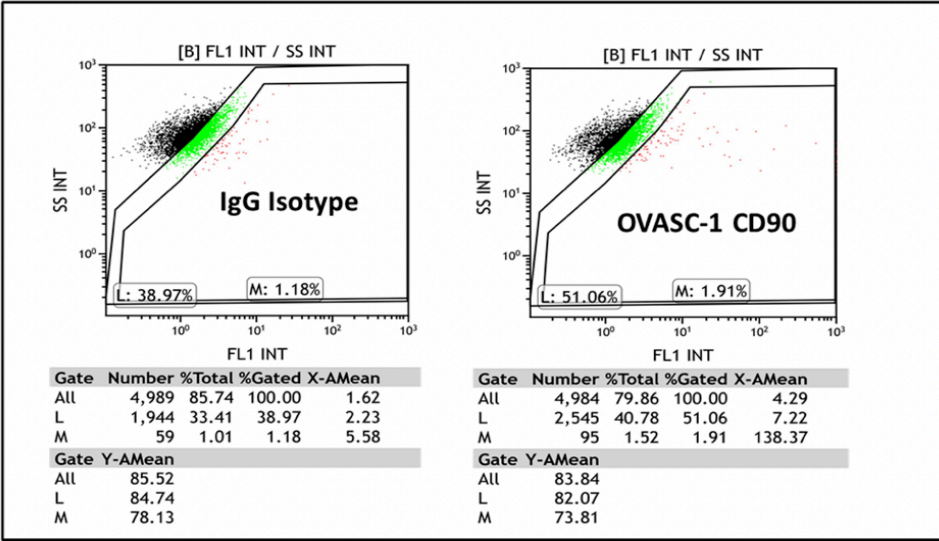 [B] FL1 INT / SS INT
10³
10²
10¹
10⁰
SS INT
IgG Isotype
L: 38.97%
M: 1.18%
10⁰ 10¹ 10² 10³
FL1 INT
Gate Number %Total %Gated X-AMean
All 4,989 85.74 100.00 1.62
L 1,944 33.41 38.97 2.23
M 59 1.01 1.18 5.58
Gate Y-AMean
All 85.52
L 84.74
M 78.13
[B] FL1 INT / SS INT
10³
10²
10¹
10⁰
SS INT
OVASC-1 CD90
L: 51.06%
M: 1.91%
10⁰ 10¹ 10² 10³
FL1 INT
Gate Number %Total %Gated X-AMean
All 4,984 79.86 100.00 4.29
L 2,545 40.78 51.06 7.22
M 95 1.52 1.91 138.37
Gate Y-AMean
All 83.84
L 82.07
M 73.81